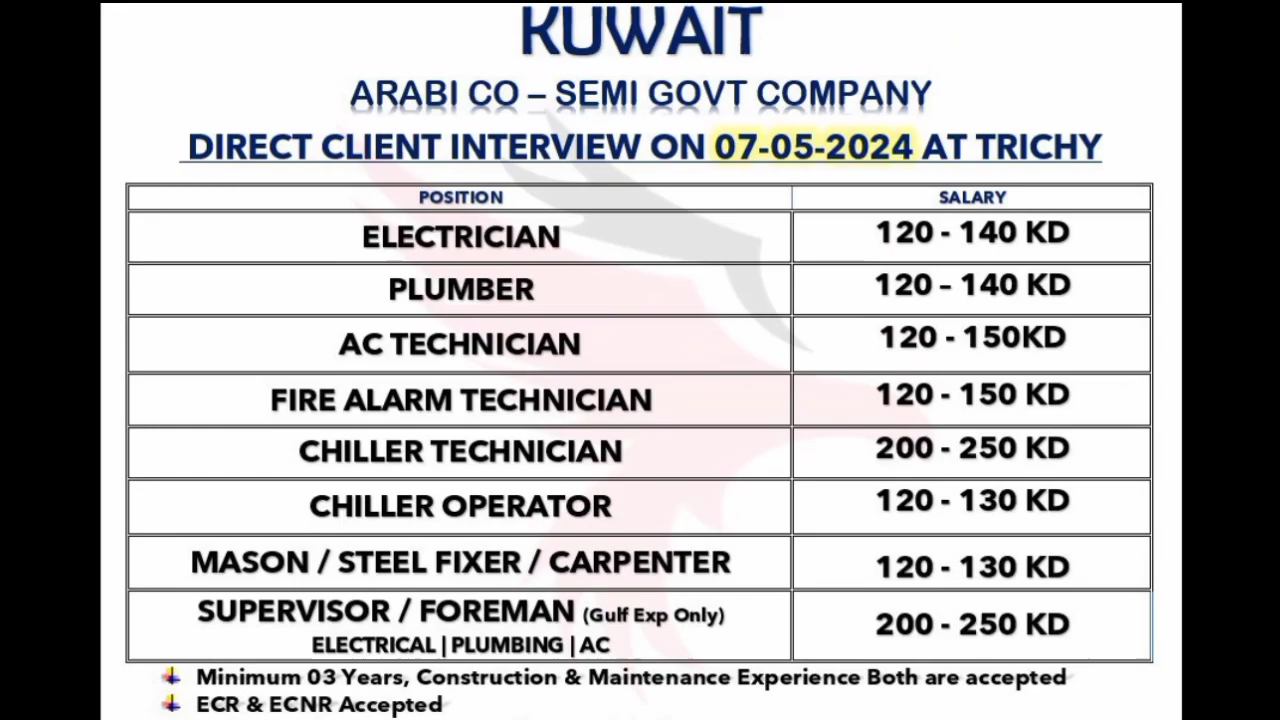 KUWAIT
ARABI CO – SEMI GOVT COMPANY
DIRECT CLIENT INTERVIEW ON 07-05-2024 AT TRICHY
POSITION SALARY
ELECTRICIAN 120 - 140 KD
PLUMBER 120 – 140 KD
AC TECHNICIAN 120 - 150KD
FIRE ALARM TECHNICIAN 120 - 150 KD
CHILLER TECHNICIAN 200 - 250 KD
CHILLER OPERATOR 120 - 130 KD
MASON / STEEL FIXER / CARPENTER 120 - 130 KD
SUPERVISOR / FOREMAN (Gulf Exp Only) 200 - 250 KD
ELECTRICAL | PLUMBING | AC
Minimum 03 Years, Construction & Maintenance Experience Both are accepted
ECR & ECNR Accepted